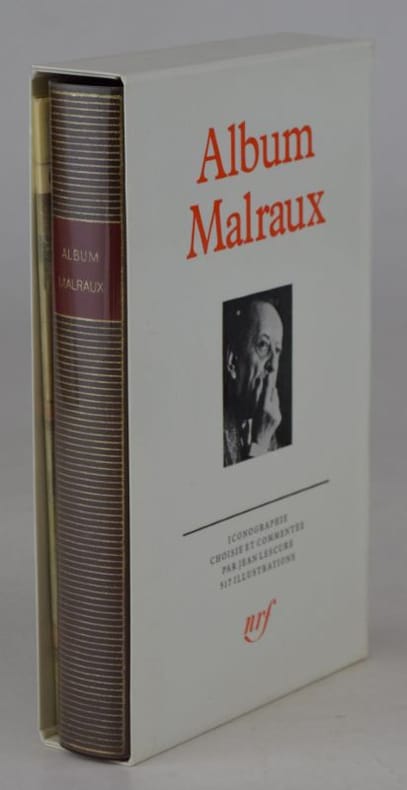 ALBUM
MALRAUX
Album
Malraux
ICONOGRAPHIE
CHOISIE ET COMMENTÉE
PAR JEAN LESCURE
517 ILLUSTRATIONS
nrf